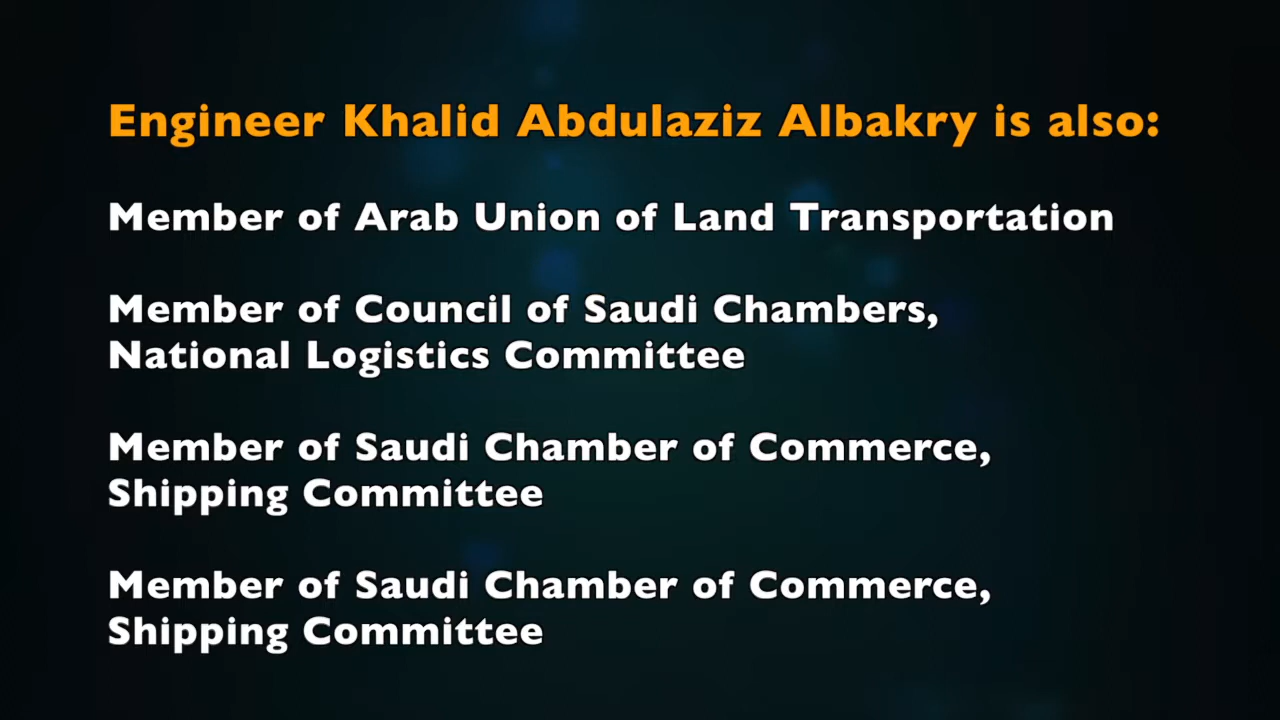 Engineer Khalid Abdulaziz Albakry is also:
Member of Arab Union of Land Transportation
Member of Council of Saudi Chambers,
National Logistics Committee
Member of Saudi Chamber of Commerce,
Shipping Committee
Member of Saudi Chamber of Commerce,
Shipping Committee